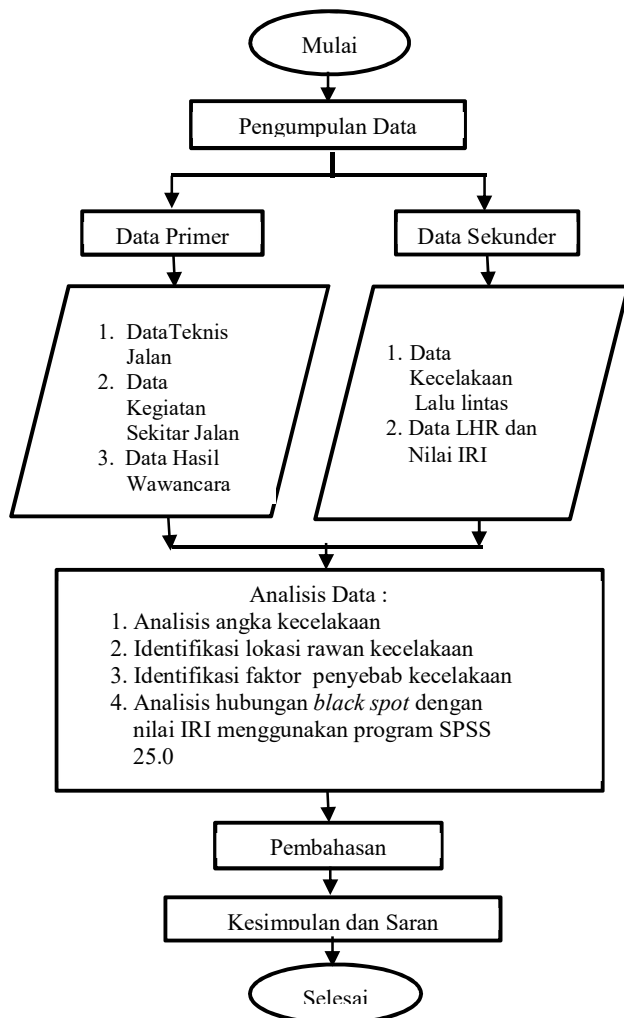 Mulai
Pengumpulan Data
Data Primer
Data Sekunder
1. DataTeknis
Jalan
2. Data
Kegiatan
Sekitar Jalan
3. Data Hasil
Wawancara
1. Data
Kecelakaan
Lalu lintas
2. Data LHR dan
Nilai IRI
Analisis Data :
1. Analisis angka kecelakaan
2. Identifikasi lokasi rawan kecelakaan
3. Identifikasi faktor penyebab kecelakaan
4. Analisis hubungan black spot dengan
nilai IRI menggunakan program SPSS
25.0
Pembahasan
Kesimpulan dan Saran
Selesai